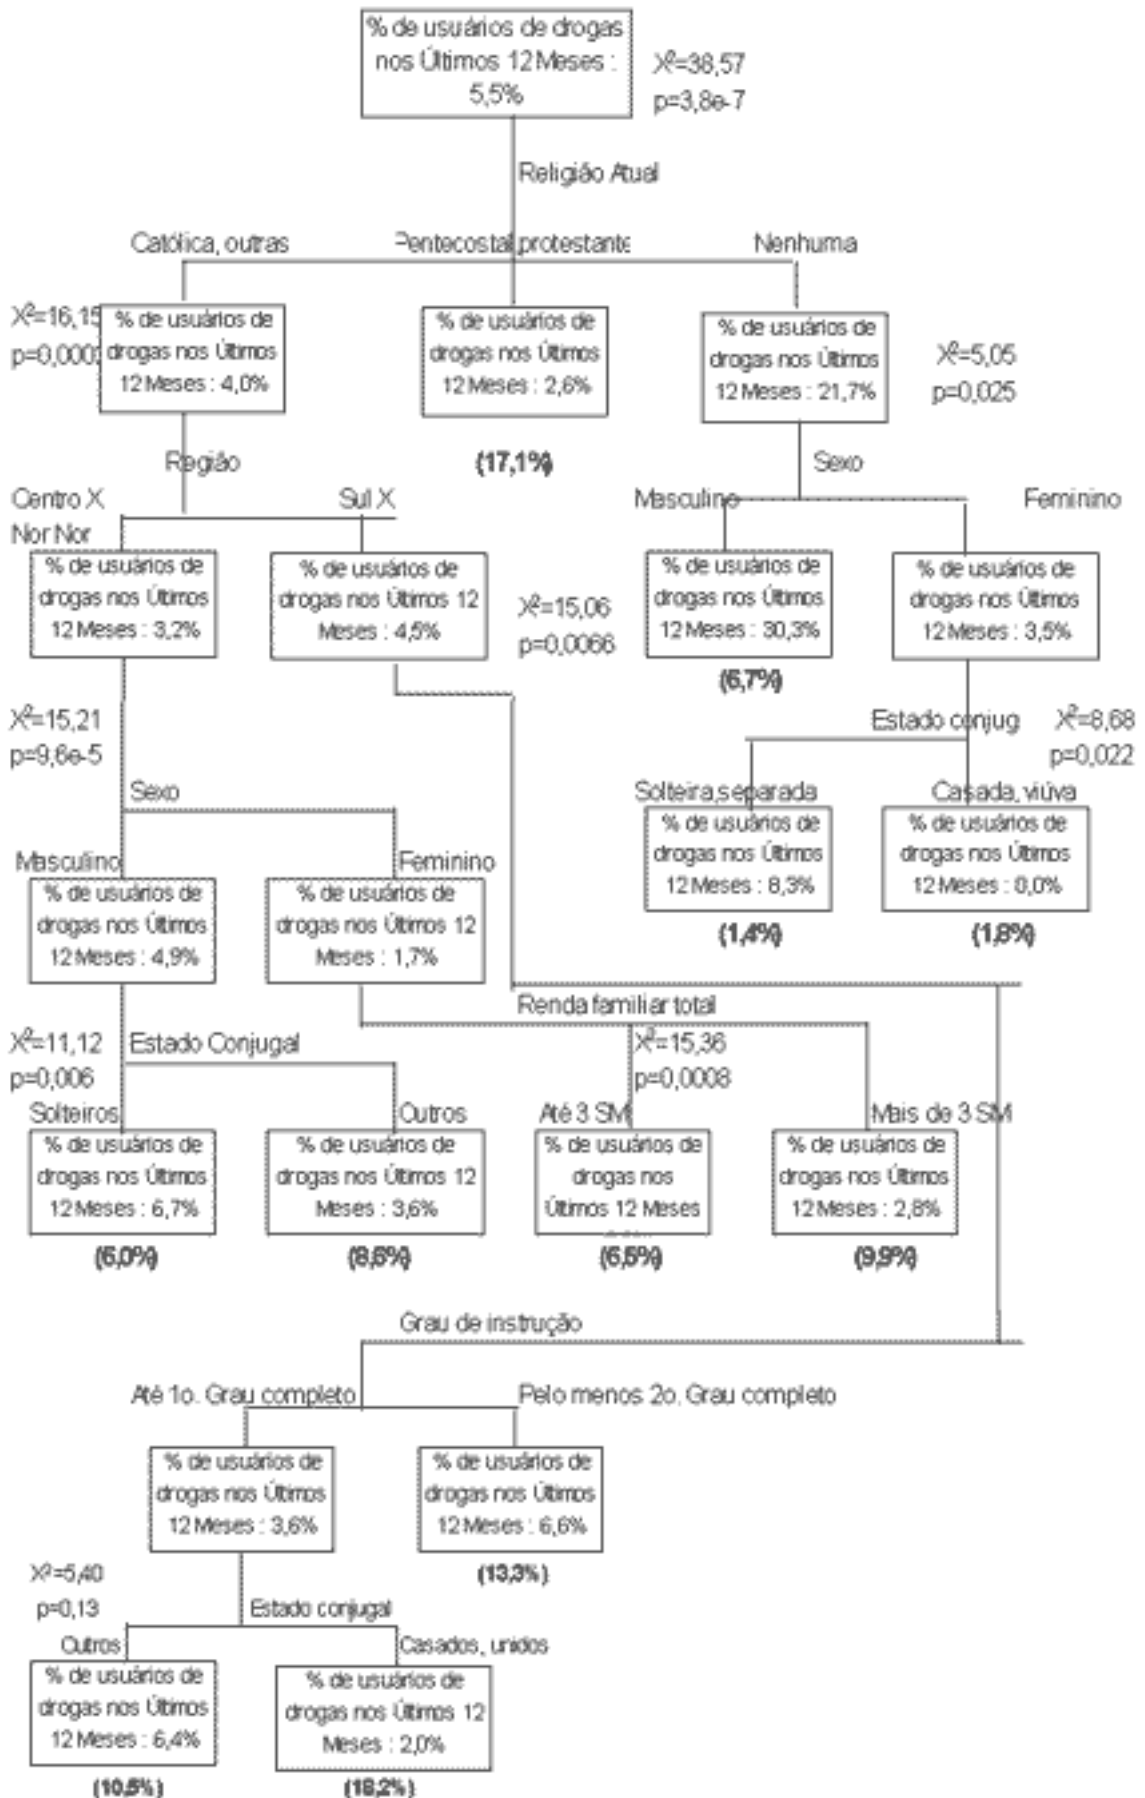 % de usuários de drogas
nos Últimos 12 Meses :
5,5%
X²=38,57
p=3,8e-7
Religião Atual
Católica, outras
Pentecostal,protestante
Nenhuma
X²=16,15
p=0,000
% de usuários de
drogas nos Últimos
12 Meses : 4,0%
% de usuários de
drogas nos Últimos
12 Meses : 2,6%
(17,1%)
% de usuários de
drogas nos Últimos
12 Meses : 21,7%
X²=5,05
p=0,025
Região
Sexo
Centro X
Nor Nor
Sul X
Masculino
Feminino
% de usuários de
drogas nos Últimos
12 Meses : 3,2%
% de usuários de
drogas nos Últimos 12
Meses : 4,5%
X²=15,06
p=0,0066
% de usuários de
drogas nos Últimos
12 Meses : 30,3%
(6,7%)
% de usuários de
drogas nos Últimos
12 Meses : 3,5%
X²=15,21
p=9,6e-5
Estado conjug
X²=8,68
p=0,022
Sexo
Solteira,separada
Casada, viúva
% de usuários de
drogas nos Últimos
12 Meses : 8,3%
(1,4%)
% de usuários de
drogas nos Últimos
12 Meses : 0,0%
(1,8%)
Masculino
Feminino
% de usuários de
drogas nos Últimos
12 Meses : 4,9%
% de usuários de
drogas nos Últimos 12
Meses : 1,7%
Renda familiar total
X²=11,12
p=0,006
Estado Conjugal
X²=15,36
p=0,0008
Solteiros
Outros
Até 3 SM
Mais de 3 SM
% de usuários de
drogas nos Últimos
12 Meses : 6,7%
(6,0%)
% de usuários de
drogas nos Últimos 12
Meses : 3,6%
(8,6%)
% de usuários de
drogas nos
Últimos 12 Meses
(6,5%)
% de usuários de
drogas nos Últimos
12 Meses : 2,8%
(9,9%)
Grau de instrução
Até 1o. Grau completo
Pelo menos 2o. Grau completo
% de usuários de
drogas nos Últimos
12 Meses : 3,6%
% de usuários de
drogas nos Últimos
12 Meses : 6,6%
(13,3%)
X²=5,40
p=0,13
Estado conjugal
Outros
Casados, unidos
% de usuários de
drogas nos Últimos
12 Meses : 6,4%
(10,5%)
% de usuários de
drogas nos Últimos 12
Meses : 2,0%
(18,2%)